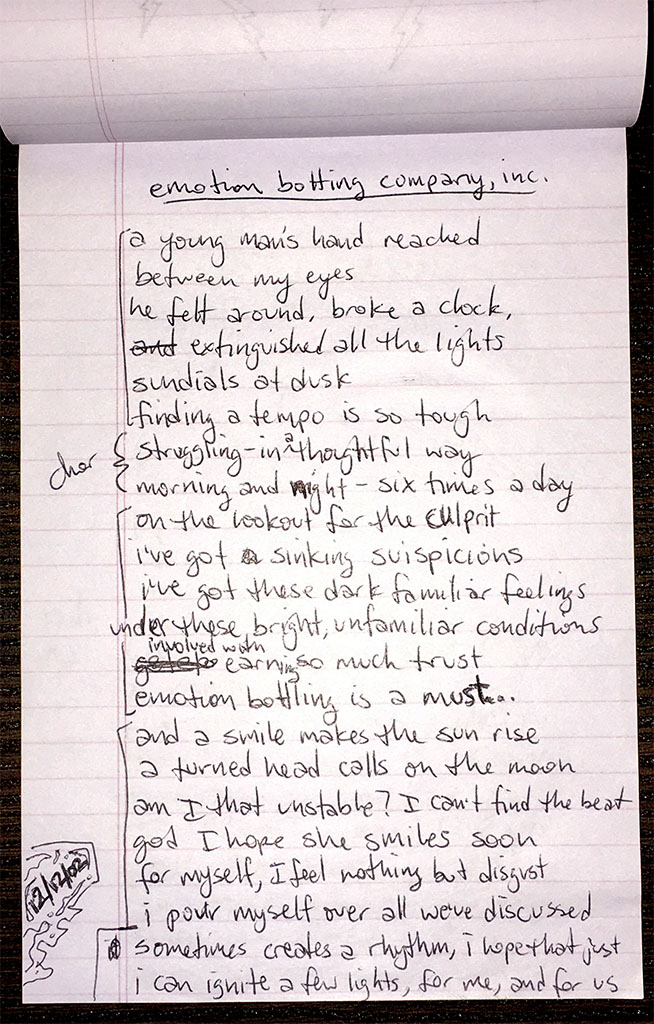 emotion botting company, inc.
a young man's hand reached
between my eyes
he felt around, broke a clock,
and extinguished all the lights
sundials at dusk
finding a tempo is so tough
chor
struggling-in a thoughtful way
morning and night - six times a day
on the lookout for the culprit
i've got a sinking suispicions
i've got these dark familiar feelings
under these bright, unfamiliar conditions
involved with
earning so much trust
emotion bottling is a must...
and a smile makes the sun rise
a turned head calls on the moon
am I that unstable? I can't find the beat
god I hope she smiles soon
for myself, I feel nothing but disgust
i pour myself over all we've discussed
12/12/02
sometimes creates a rhythm, i hope that just
i can ignite a few lights, for me, and for us